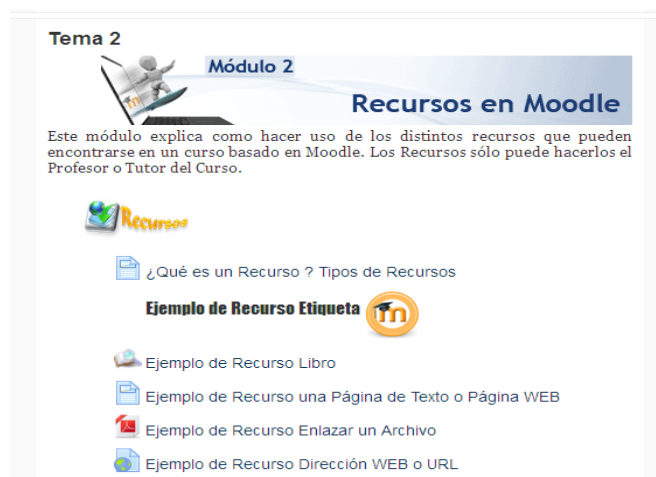 Tema 2
Módulo 2
Recursos en Moodle
Este módulo explica como hacer uso de los distintos recursos que pueden
encontrarse en un curso basado en Moodle. Los Recursos sólo puede hacerlos el
Profesor o Tutor del Curso.
Recursos
¿Qué es un Recurso ? Tipos de Recursos
Ejemplo de Recurso Etiqueta
Ejemplo de Recurso Libro
Ejemplo de Recurso una Página de Texto o Página WEB
Ejemplo de Recurso Enlazar un Archivo
Ejemplo de Recurso Dirección WEB o URL